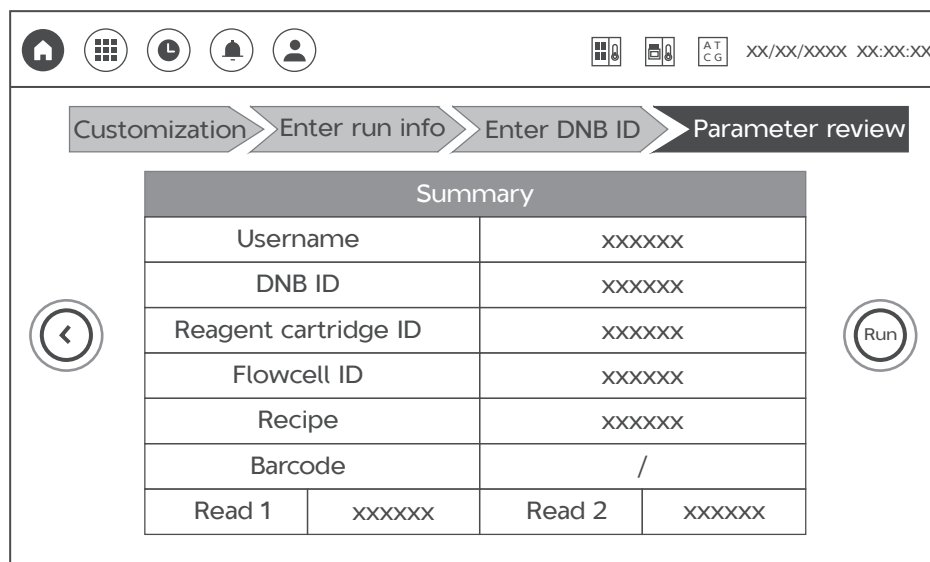 A T
C G
XX/XX/XXXX XX:XX:XX
Customization Enter run info Enter DNB ID Parameter review
Summary
Username xxxxxx
DNB ID xxxxxx
Reagent cartridge ID xxxxxx
Run
Flowcell ID xxxxxx
Recipe xxxxxx
Barcode /
Read 1 xxxxxx Read 2 xxxxxx